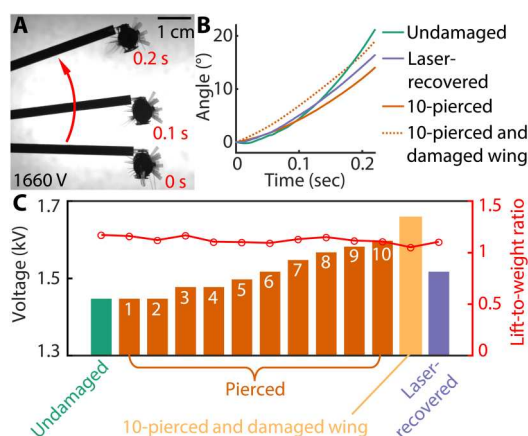 A
1 cm
0.2 s
0.1 s
1660 V
0 s
B
Angle (°)
20
10
0
0
0.1
0.2
Time (sec)
Undamaged
Laser-
recovered
10-pierced
10-pierced and
damaged wing
C
Voltage (kV)
1.7
1.5
1.3
1 2 3 4 5 6 7 8 9 10
1.5
1
0.5
0
Lift-to-weight ratio
Undamaged
Pierced
10-pierced and damaged wing
Laser-
recovered